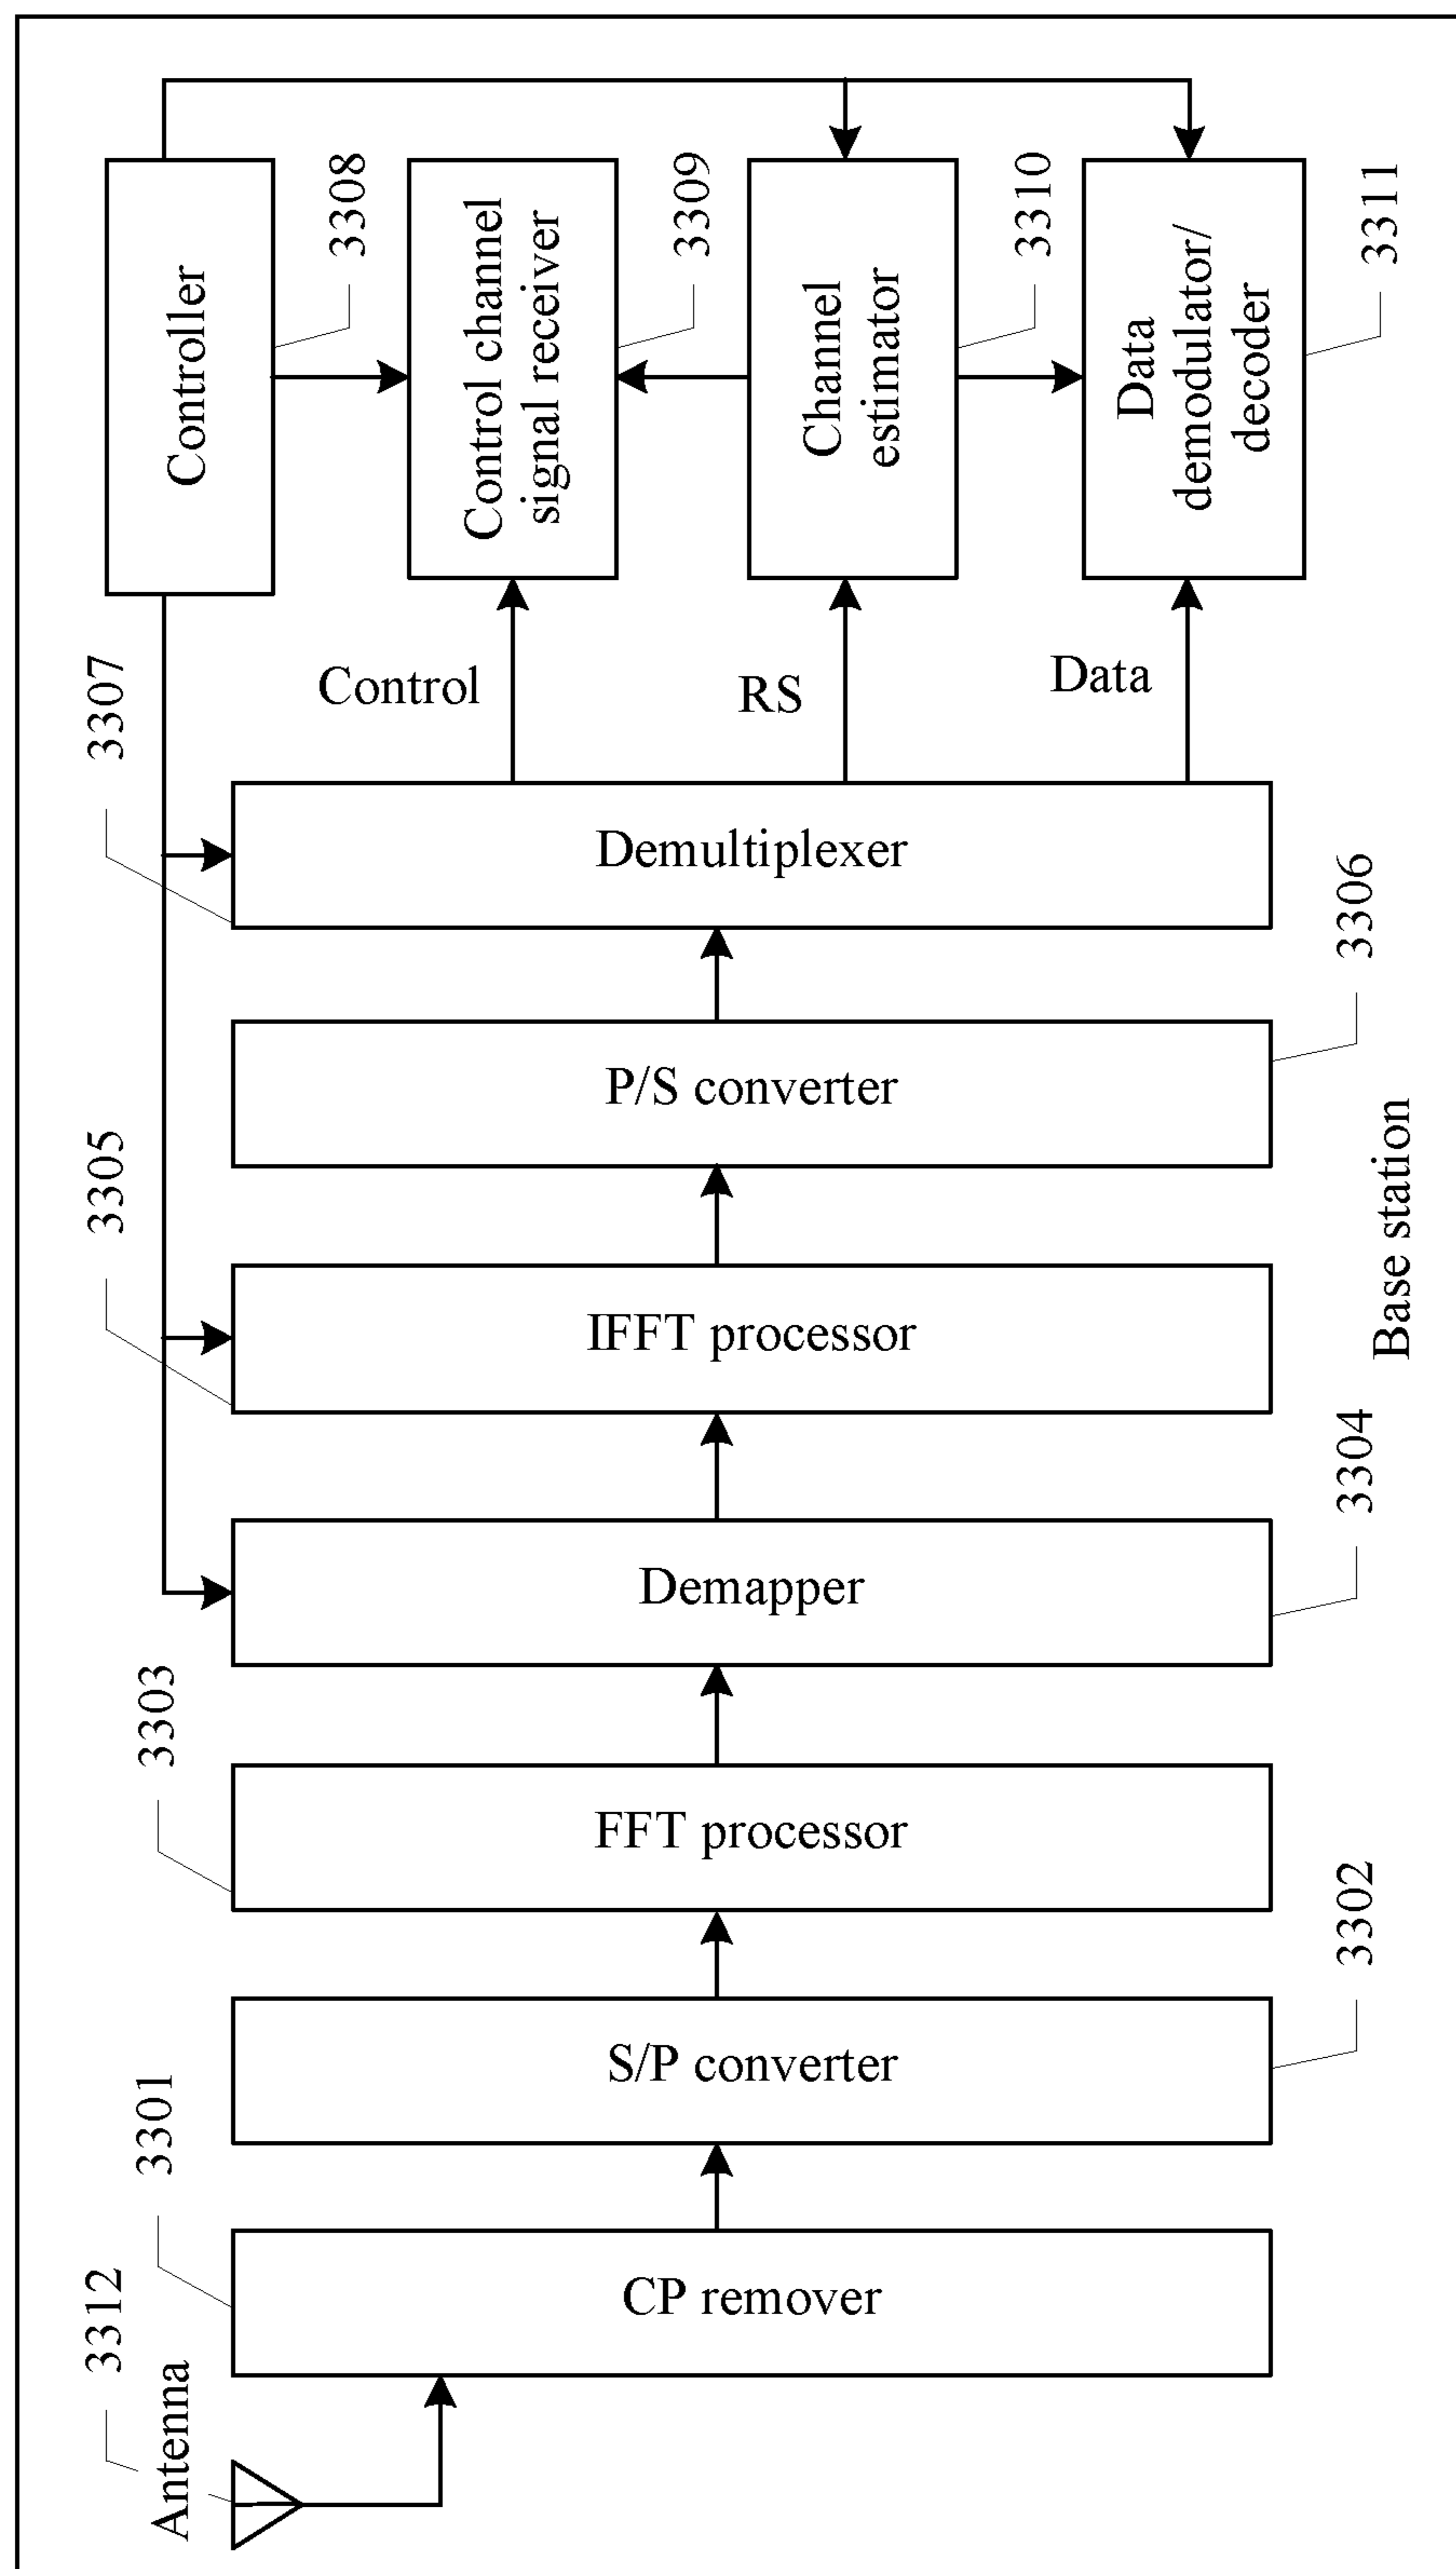 Antenna
3312
3301
CP remover
S/P converter
3302
3303
FFT processor
Demapper
3304
3305
IFFT processor
P/S converter
3306
3307
Demultiplexer
Control
RS
Data
Controller
3308
Control channel
signal receiver
3309
Channel
estimator
3310
Data
demodulator/
decoder
3311
Base station